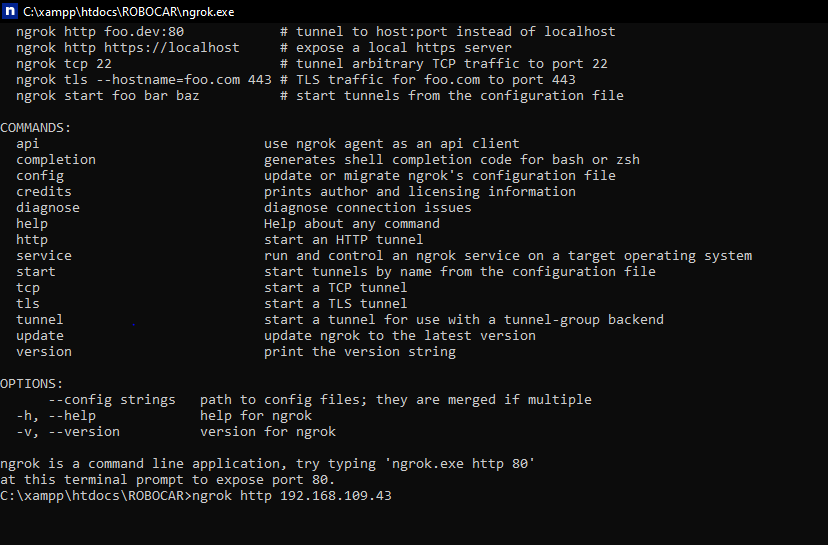 n C:\xampp\htdocs\ROBOCAR\ngrok.exe
ngrok http foo.dev:80 # tunnel to host:port instead of localhost
ngrok http https://localhost # expose a local https server
ngrok tcp 22 # tunnel arbitrary TCP traffic to port 22
ngrok tls --hostname=foo.com 443 # TLS traffic for foo.com to port 443
ngrok start foo bar baz # start tunnels from the configuration file
COMMANDS:
api use ngrok agent as an api client
completion generates shell completion code for bash or zsh
config update or migrate ngrok's configuration file
credits prints author and licensing information
diagnose diagnose connection issues
help Help about any command
http start an HTTP tunnel
service run and control an ngrok service on a target operating system
start start tunnels by name from the configuration file
tcp start a TCP tunnel
tls start a TLS tunnel
tunnel start a tunnel for use with a tunnel-group backend
update update ngrok to the latest version
version print the version string
OPTIONS:
--config strings path to config files; they are merged if multiple
-h, --help help for ngrok
-v, --version version for ngrok
ngrok is a command line application, try typing 'ngrok.exe http 80'
at this terminal prompt to expose port 80.
C:\xampp\htdocs\ROBOCAR>ngrok http 192.168.109.43